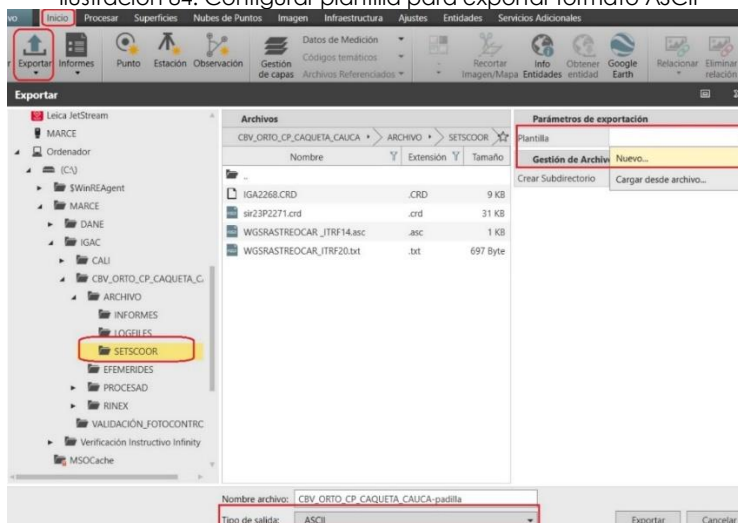 Ilustración 84. Configurar plantilla para exportar formato ASCII
vo Inicio Procesar Superficies Nubes de Puntos Imagen Infraestructura Ajustes Entidades Servicios Adicionales
r Exportar Informes Punto Estación Observación Gestión de capas Datos de Medición Códigos temáticos Archivos Referenciados Recortar Imagen/Mapa Info Entidades Obtener entidad Google Earth Relacionar Eliminar relación
Exportar
Leica JetStream
MARCE
Ordenador
(C:\)
$WinREAgent
MARCE
DANE
IGAC
CALI
CBV_ORTO_CP_CAQUETA_C
ARCHIVO
INFORMES
LOGFILES
SETSCOOR
EFEMERIDES
PROCESAD
RINEX
VALIDACIÓN_FOTOCONTRC
Verificación Instructivo Infinity
MSOCache
Archivos
CBV_ORTO_CP_CAQUETA_CAUCA ARCHIVO SETSCOOR
Nombre Extensión Tamaño
..
IGA2268.CRD .CRD 9 KB
sir23P2271.crd .crd 31 KB
WGSRASTREOCAR_ITRF14.asc .asc 1 KB
WGSRASTREOCAR_ITRF20.txt .txt 697 Byte
Parámetros de exportación
Plantilla
Gestión de Archiv Nuevo...
Crear Subdirectorio Cargar desde archivo...
Nombre archivo: CBV_ORTO_CP_CAQUETA_CAUCA-padilla
Tipo de salida: ASCII Exportar Cancelar